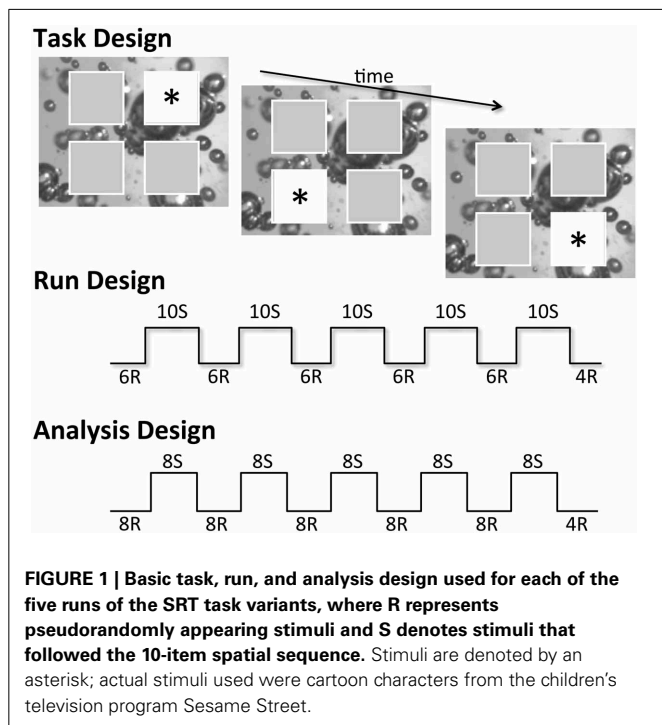 Task Design
*
time
*
*
Run Design
10S 10S 10S 10S 10S
6R 6R 6R 6R 6R 4R
Analysis Design
8S 8S 8S 8S 8S
8R 8R 8R 8R 8R 4R
FIGURE 1 | Basic task, run, and analysis design used for each of the
five runs of the SRT task variants, where R represents
pseudorandomly appearing stimuli and S denotes stimuli that
followed the 10-item spatial sequence. Stimuli are denoted by an
asterisk; actual stimuli used were cartoon characters from the children's
television program Sesame Street.